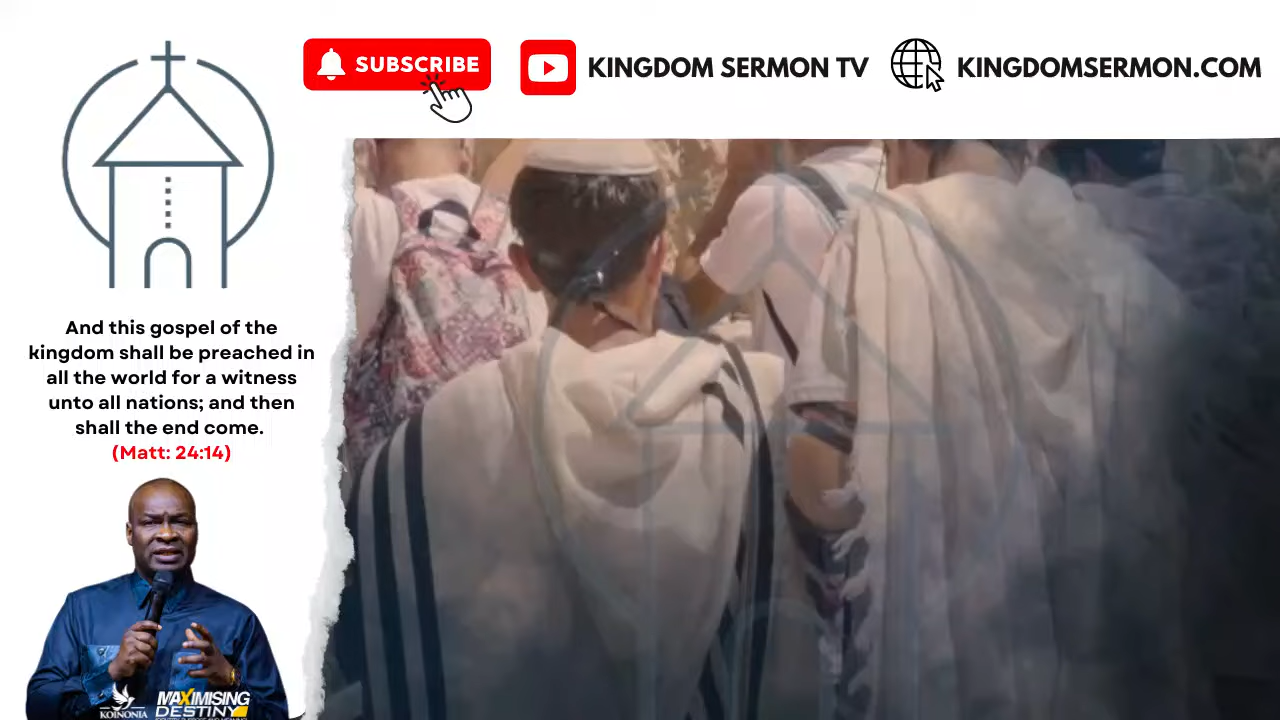 SUBSCRIBE
KINGDOM SERMON TV
KINGDOMSERMON.COM
And this gospel of the
kingdom shall be preached in
all the world for a witness
unto all nations; and then
shall the end come.
(Matt: 24:14)
KOINONIA
MAXIMISING
DESTINY